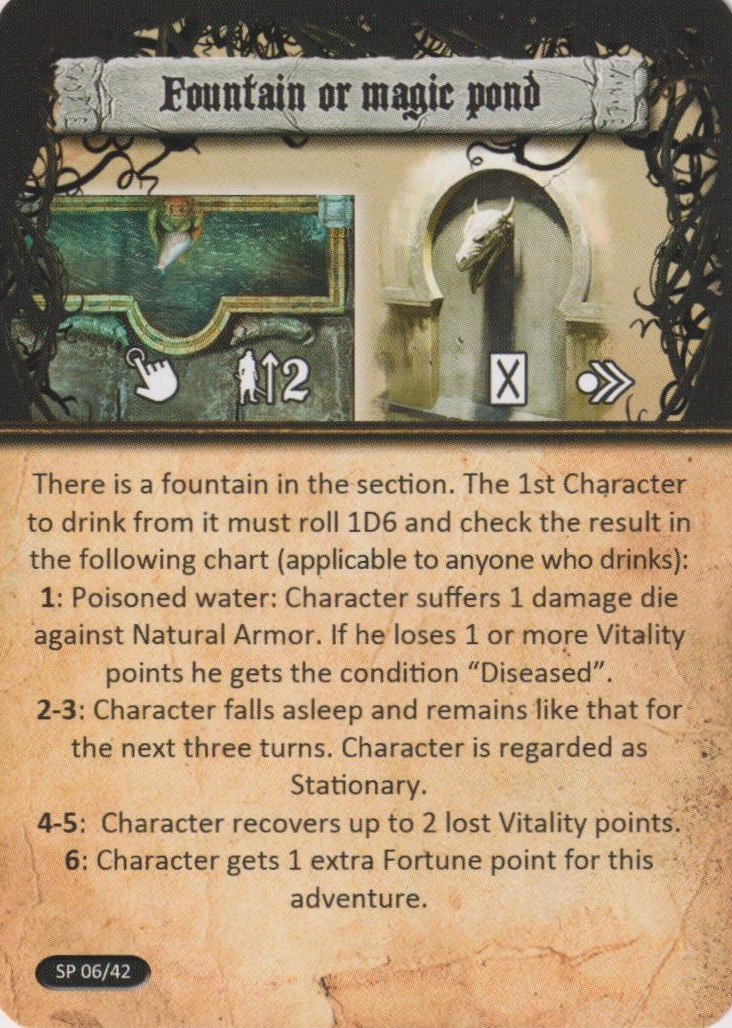 Fountain or magic pond
2
X
There is a fountain in the section. The 1st Character
to drink from it must roll 1D6 and check the result in
the following chart (applicable to anyone who drinks):
1: Poisoned water: Character suffers 1 damage die
against Natural Armor. If he loses 1 or more Vitality
points he gets the condition “Diseased”.
2-3: Character falls asleep and remains like that for
the next three turns. Character is regarded as
Stationary.
4-5: Character recovers up to 2 lost Vitality points.
6: Character gets 1 extra Fortune point for this
adventure.
SP 06/42